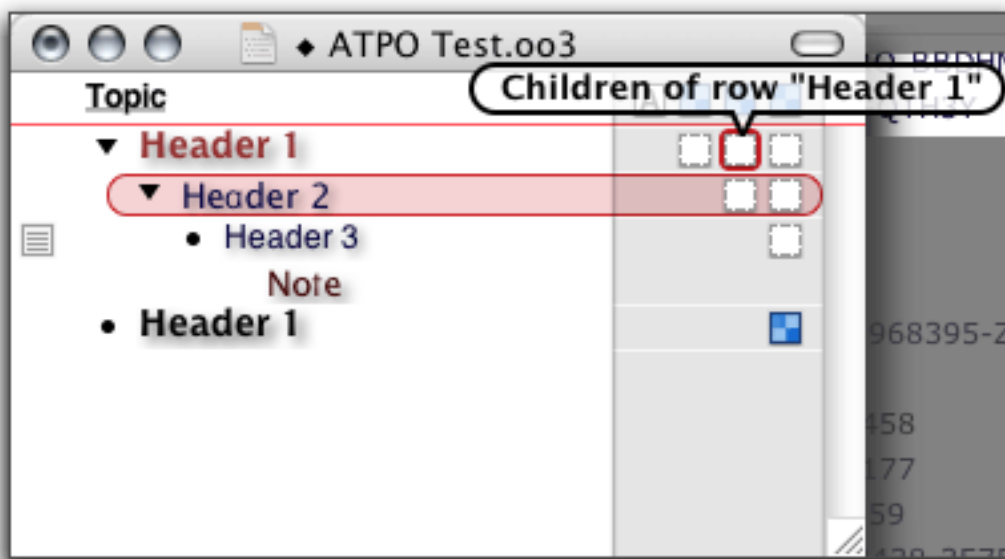 ATPO Test.oo3
Children of row "Header 1"
Topic
Header 1
Header 2
Header 3
Note
Header 1
968395-Z
458
177
59